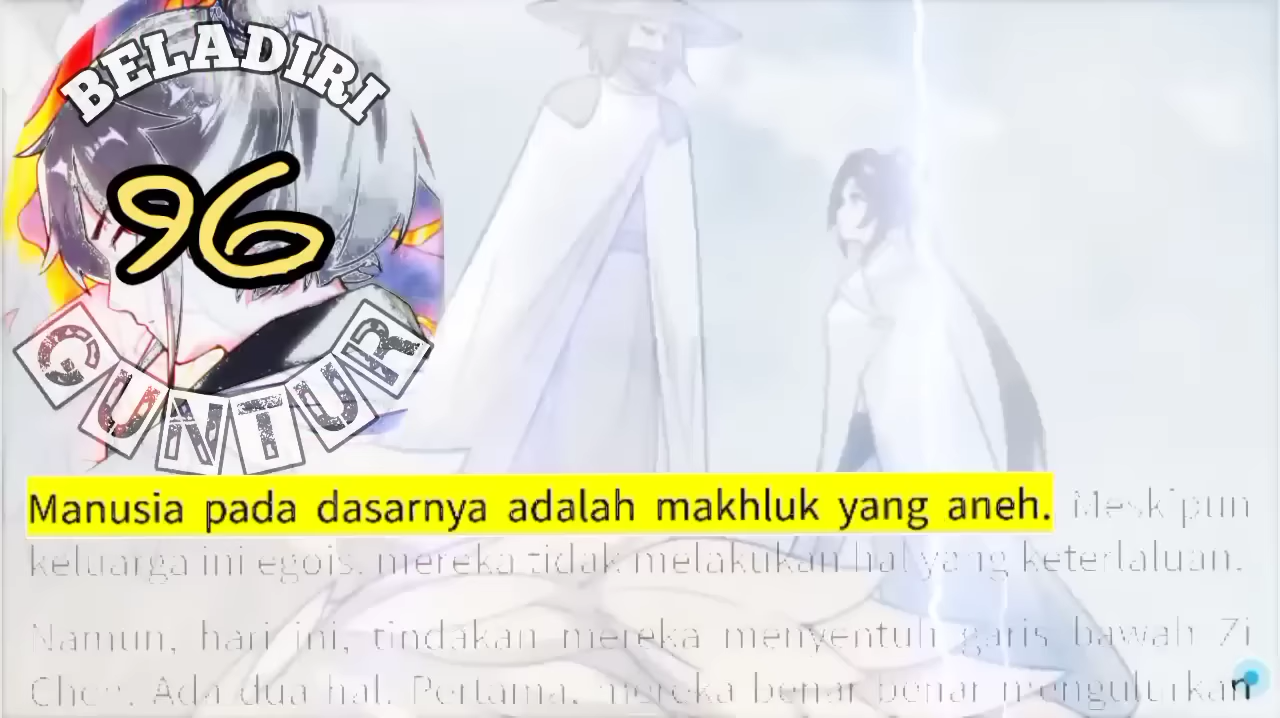 BELADIRI
96
GUNTUR
Manusia pada dasarnya adalah makhluk yang aneh. Meskipun
keluarga ini egois, mereka tidak melakukan hal yang keterlaluan.
Namun, hari ini, tindakan mereka menyentuh garis bawah Zi
Chen. Ada dua hal. Pertama, mereka benar benar mengulurkan